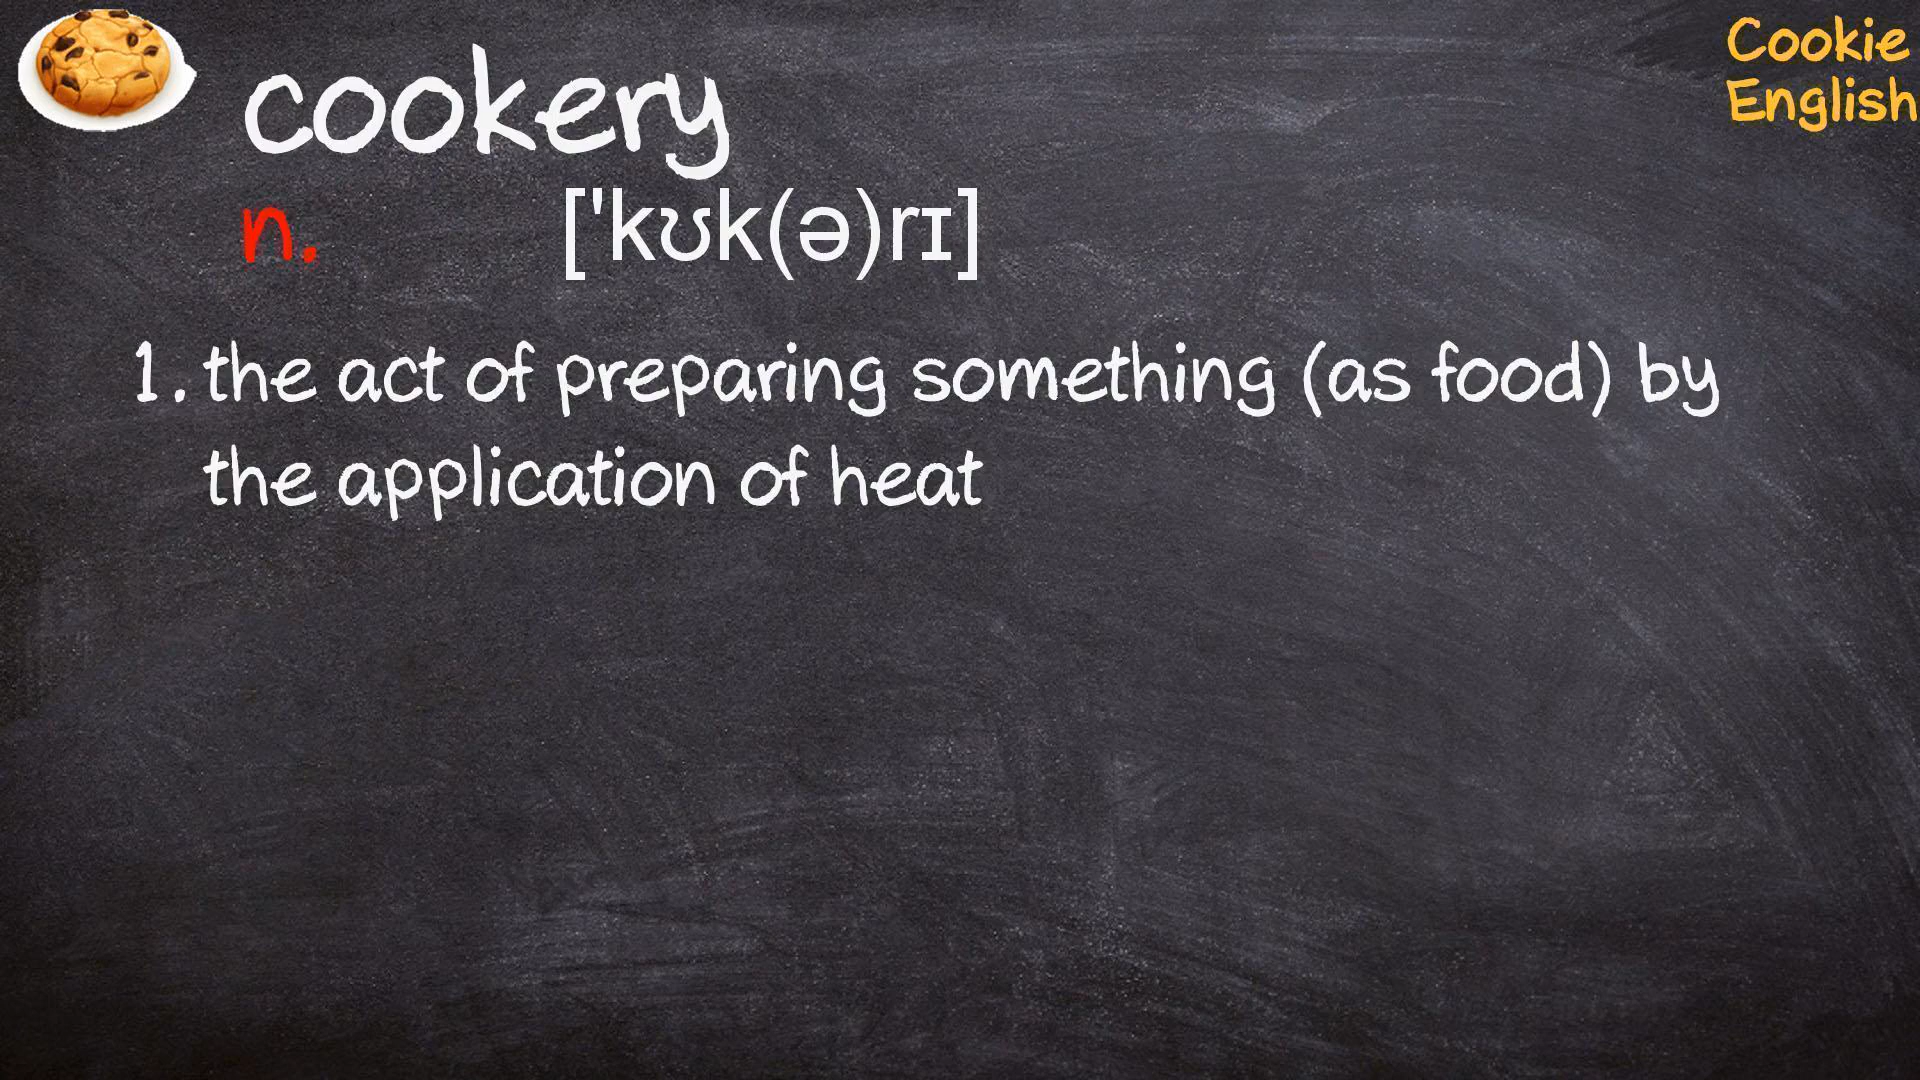 Cookie
English
cookery
n. ['kʊk(ə)rɪ]
1. the act of preparing something (as food) by
the application of heat